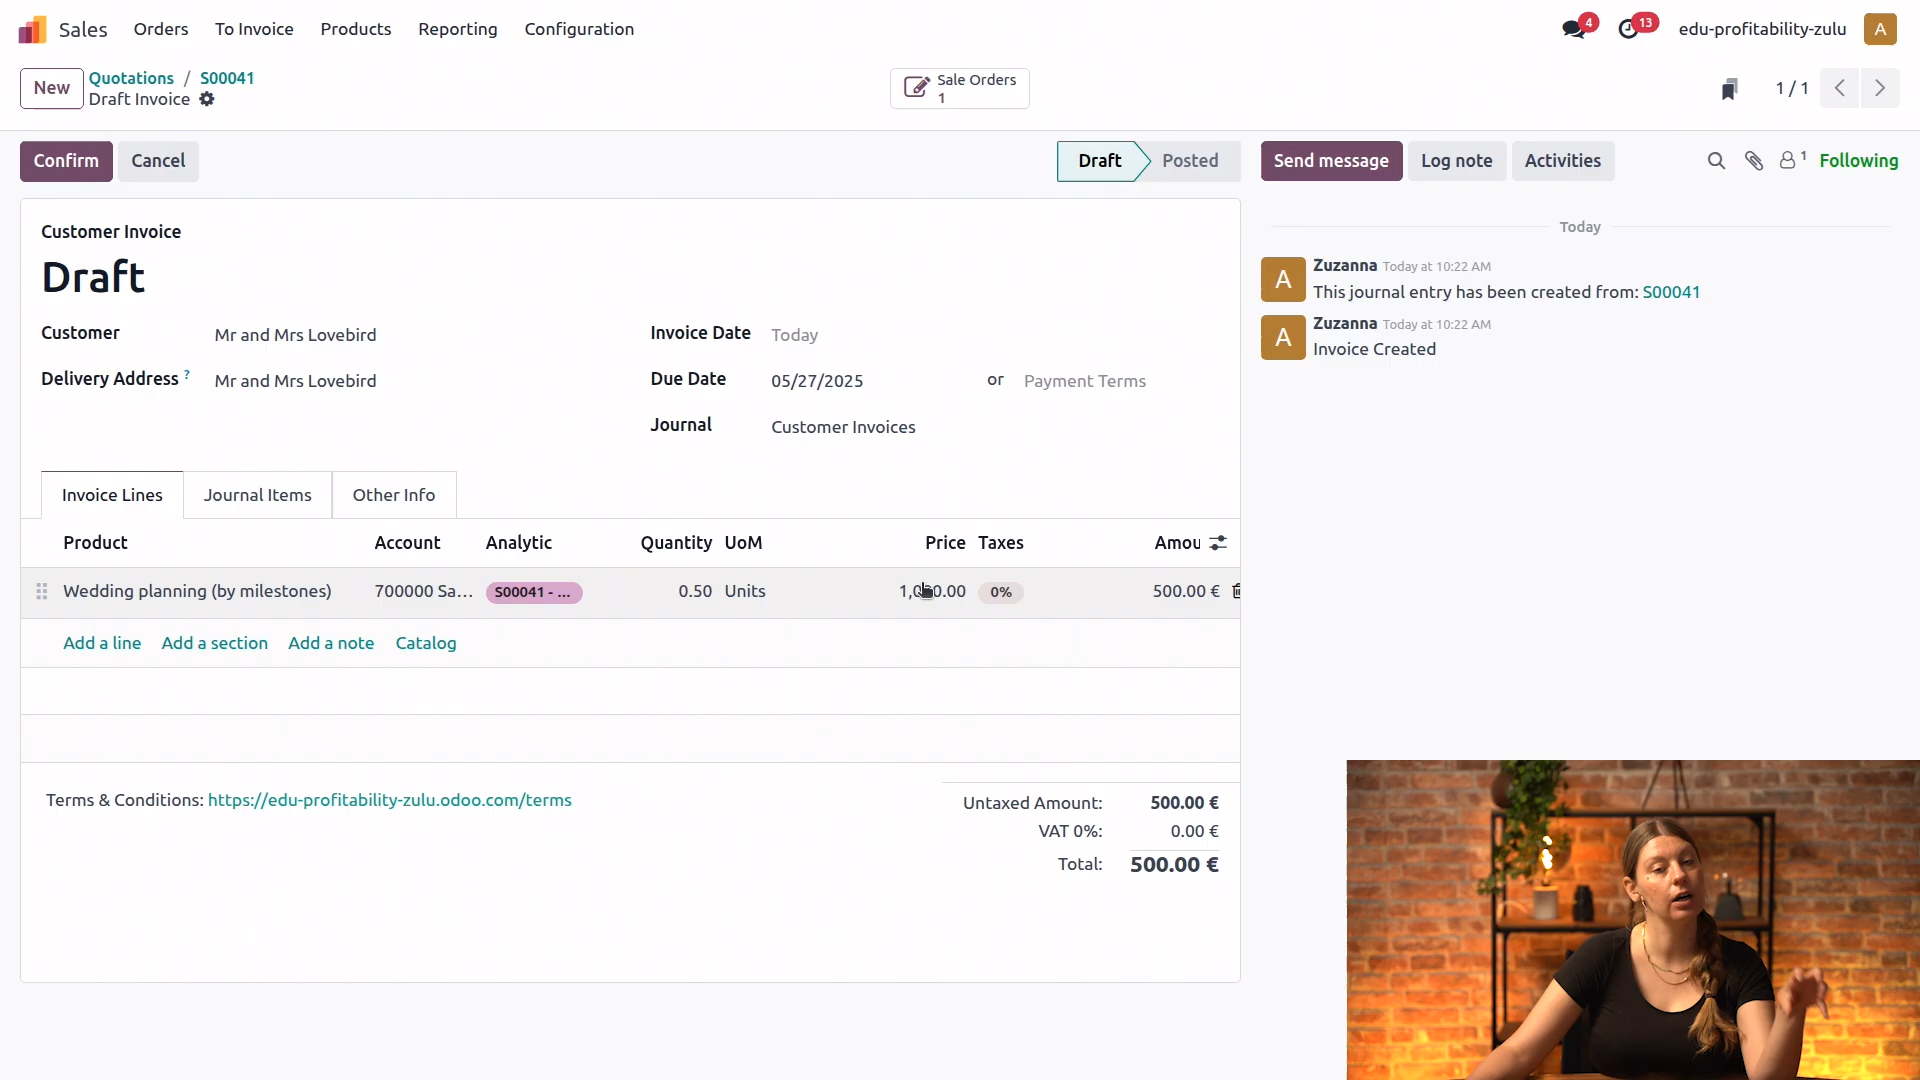 Sales Orders To Invoice Products Reporting Configuration 4 13 edu-profitability-zulu A
New Quotations / S00041 Sale Orders 1 1 / 1
Draft Invoice
Confirm Cancel Draft Posted Send message Log note Activities 1 Following
Customer Invoice
Draft
Customer Mr and Mrs Lovebird Invoice Date Today
Delivery Address ? Mr and Mrs Lovebird Due Date 05/27/2025 or Payment Terms
Journal Customer Invoices
Invoice Lines Journal Items Other Info
Product Account Analytic Quantity UoM Price Taxes Amou
Wedding planning (by milestones) 700000 Sa... S00041 - ... 0.50 Units 0% 500.00 €
Add a line Add a section Add a note Catalog
Terms & Conditions: https://edu-profitability-zulu.odoo.com/terms
Untaxed Amount: 500.00 €
VAT 0%: 0.00 €
Total: 500.00 €
Today
A Zuzanna Today at 10:22 AM
This journal entry has been created from: S00041
A Zuzanna Today at 10:22 AM
Invoice Created